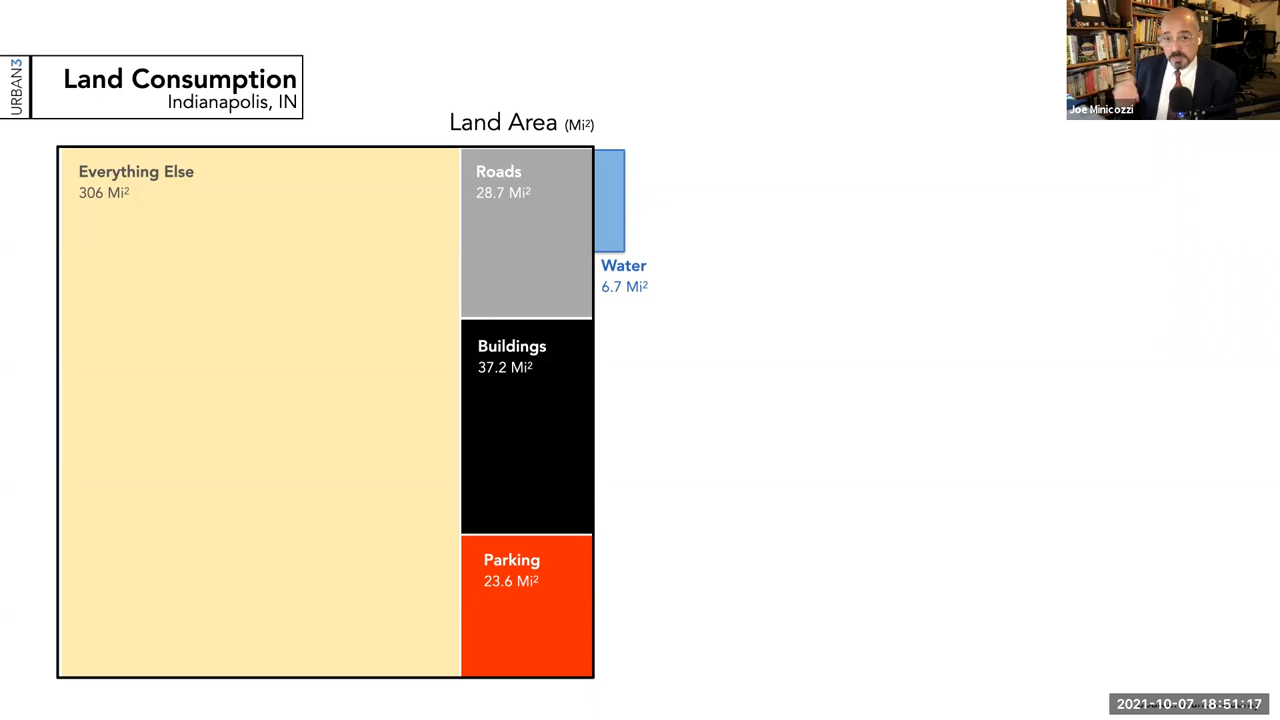 URBAN3
Land Consumption
Indianapolis, IN
Land Area (Mi²)
Everything Else
306 Mi²
Roads
28.7 Mi²
Water
6.7 Mi²
Buildings
37.2 Mi²
Parking
23.6 Mi²
Joe Minicozzi
2021-10-07 18:51:17